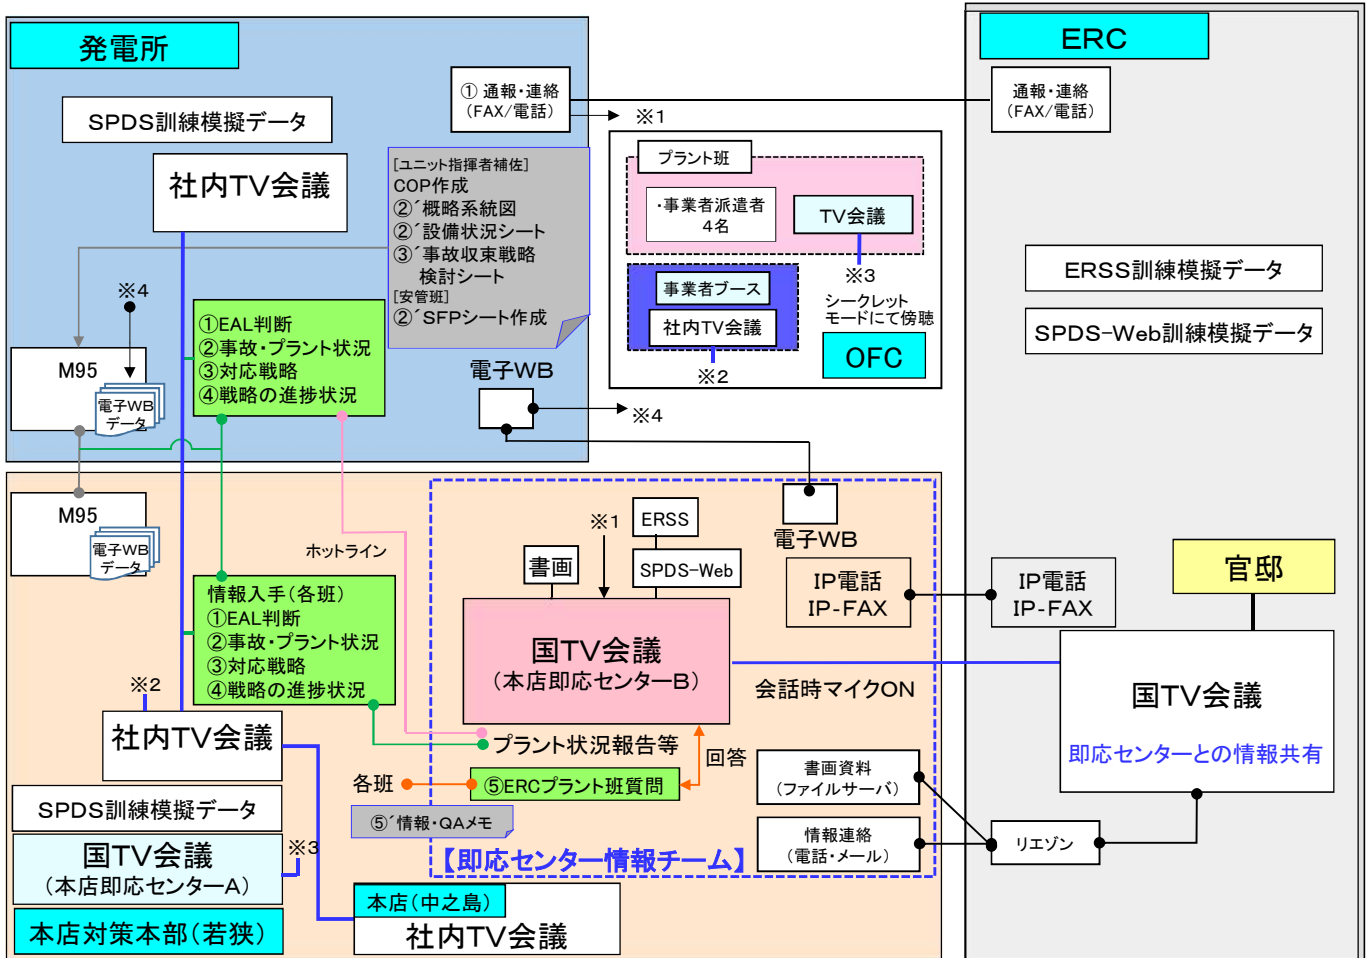 発電所
SPDS訓練模擬データ
社内TV会議
① 通報・連絡
(FAX/電話)
※1
[ユニット指揮者補佐]
COP作成
②´概略系統図
②´設備状況シート
③´事故収束戦略
検討シート
[安管班]
②´SFPシート作成
※4
M95
電子WB
データ
①EAL判断
②事故・プラント状況
③対応戦略
④戦略の進捗状況
電子WB
※4
プラント班
・事業者派遣者
4名
TV会議
※3
シークレット
モードにて傍聴
事業者ブース
社内TV会議
※2
OFC
ERC
通報・連絡
(FAX/電話)
ERSS訓練模擬データ
SPDS-Web訓練模擬データ
M95
電子WB
データ
ホットライン
情報入手(各班)
①EAL判断
②事故・プラント状況
③対応戦略
④戦略の進捗状況
※2
社内TV会議
SPDS訓練模擬データ
国TV会議
(本店即応センターA)
※3
本店対策本部(若狭)
本店(中之島)
社内TV会議
※1
ERSS
書画
SPDS-Web
国TV会議
(本店即応センターB)
電子WB
IP電話
IP-FAX
会話時マイクON
プラント状況報告等
回答
各班
⑤ERCプラント班質問
⑤´情報・QAメモ
【即応センター情報チーム】
書画資料
(ファイルサーバ)
情報連絡
(電話・メール)
IP電話
IP-FAX
官邸
国TV会議
即応センターとの情報共有
リエゾン